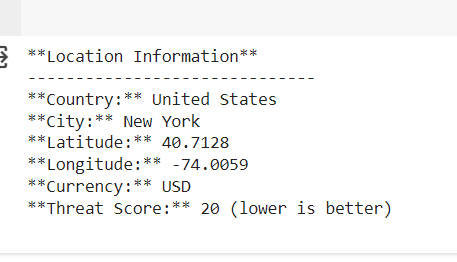 **Location Information**
------------------------------
**Country:** United States
**City:** New York
**Latitude:** 40.7128
**Longitude:** -74.0059
**Currency:** USD
**Threat Score:** 20 (lower is better)